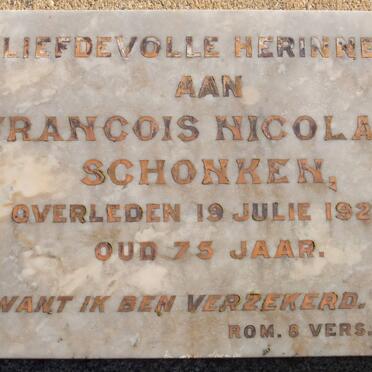 LIEFDEVOLLE HERINNE
AAN
FRANCOIS NICOLA
SCHONKEN,
OVERLEDEN 19 JULIE 192
OUD 75 JAAR.
WANT IK BEN VERZEKERD.
ROM. 8 VERS.